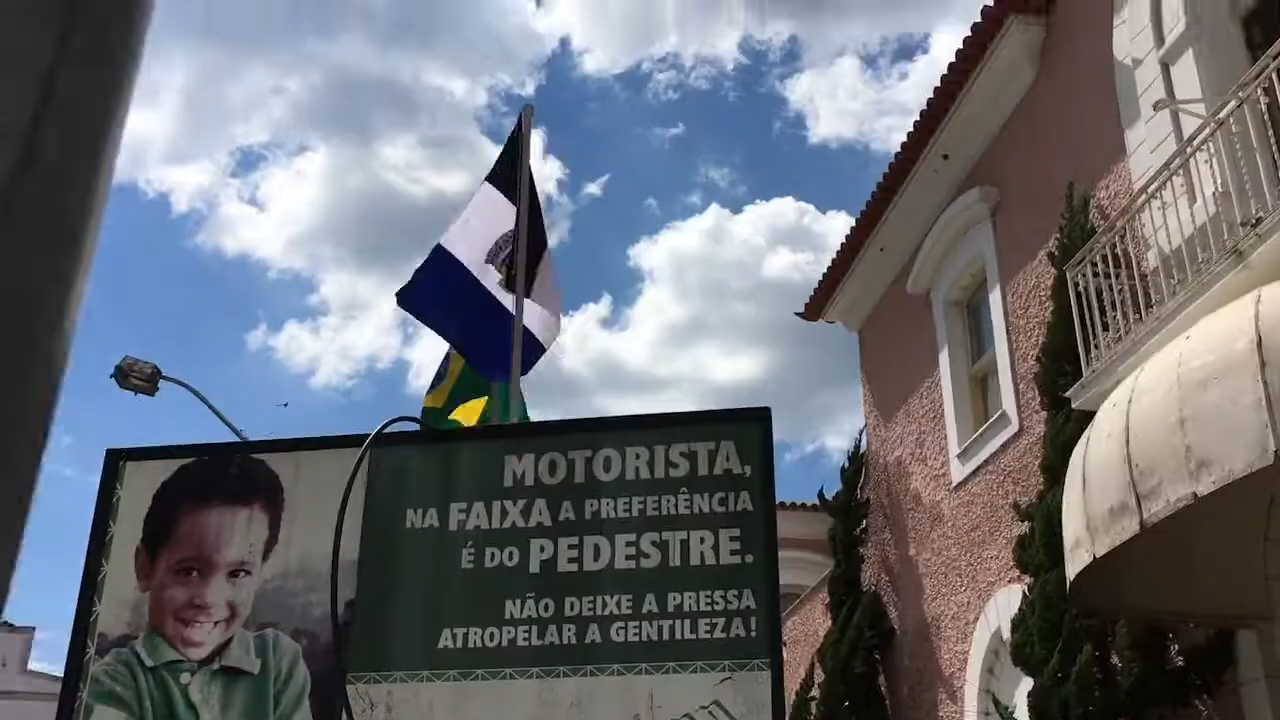 MOTORISTA,
NA FAIXA A PREFERÊNCIA
É DO PEDESTRE.
NÃO DEIXE A PRESSA
ATROPELAR A GENTILEZA!